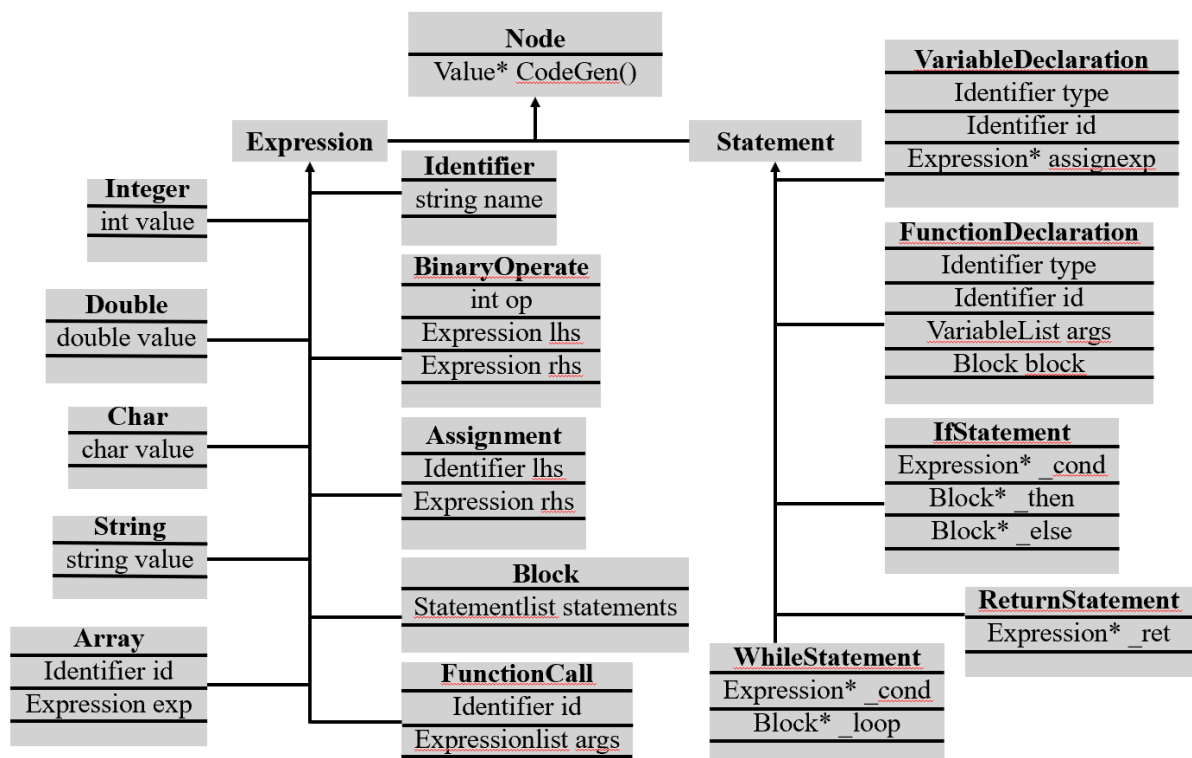 Node
Value* CodeGen()
Expression
Statement
Integer
int value
Double
double value
Char
char value
String
string value
Array
Identifier id
Expression exp
Identifier
string name
BinaryOperate
int op
Expression lhs
Expression rhs
Assignment
Identifier lhs
Expression rhs
Block
Statementlist statements
FunctionCall
Identifier id
Expressionlist args
VariableDeclaration
Identifier type
Identifier id
Expression* assignexp
FunctionDeclaration
Identifier type
Identifier id
VariableList args
Block block
IfStatement
Expression* _cond
Block* _then
Block* _else
ReturnStatement
Expression* _ret
WhileStatement
Expression* _cond
Block* _loop